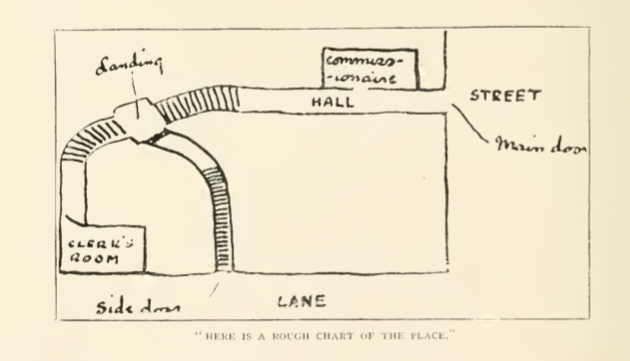 Landing
commiss-
-ionaire
HALL
STREET
Main door
CLERK'S
ROOM
Side door
LANE
"HERE IS A ROUGH CHART OF THE PLACE."